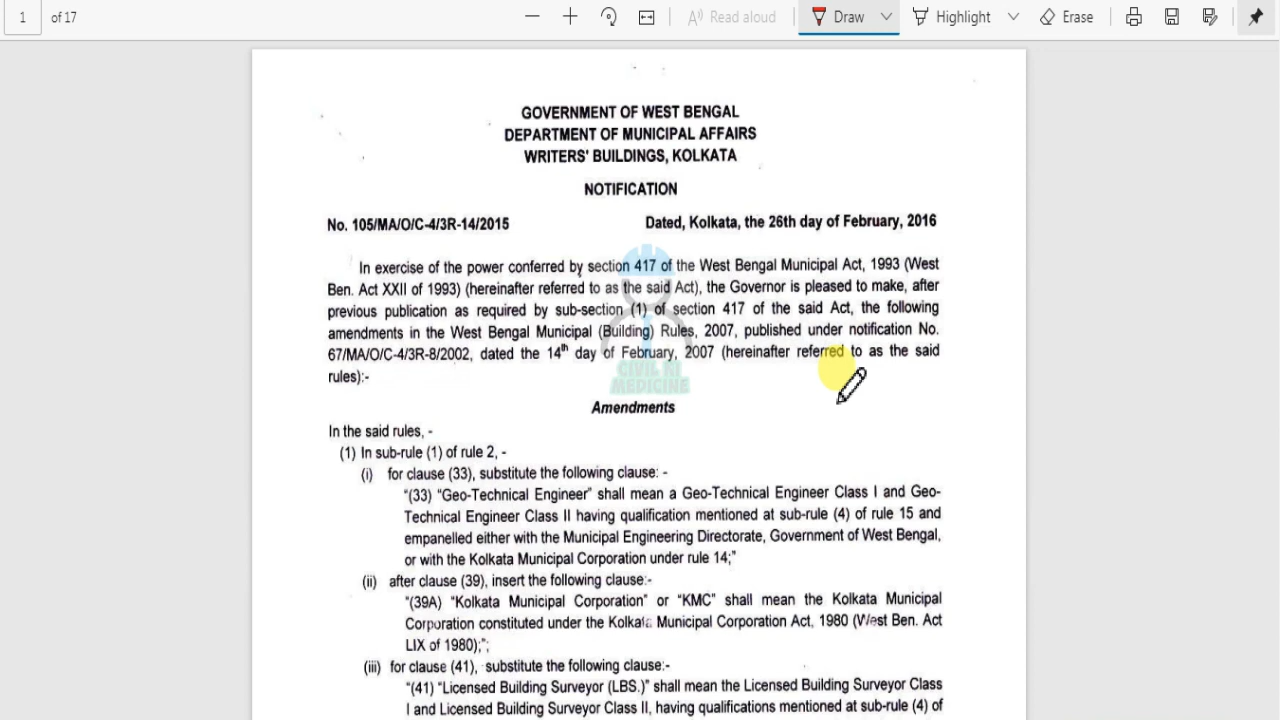 1 of 17 Read aloud Draw Highlight Erase
GOVERNMENT OF WEST BENGAL
DEPARTMENT OF MUNICIPAL AFFAIRS
WRITERS' BUILDINGS, KOLKATA
NOTIFICATION
No. 105/MA/O/C-4/3R-14/2015 Dated, Kolkata, the 26th day of February, 2016
In exercise of the power conferred by section 417 of the West Bengal Municipal Act, 1993 (West
Ben. Act XXII of 1993) (hereinafter referred to as the said Act), the Governor is pleased to make, after
previous publication as required by sub-section (1) of section 417 of the said Act, the following
amendments in the West Bengal Municipal (Building) Rules, 2007, published under notification No.
67/MA/O/C-4/3R-8/2002, dated the 14th day of February, 2007 (hereinafter referred to as the said
rules):-
CIVIL KI
MEDICINE
Amendments
In the said rules, -
(1) In sub-rule (1) of rule 2, -
(i) for clause (33), substitute the following clause: -
"(33) "Geo-Technical Engineer" shall mean a Geo-Technical Engineer Class I and Geo-
Technical Engineer Class II having qualification mentioned at sub-rule (4) of rule 15 and
empanelled either with the Municipal Engineering Directorate, Government of West Bengal,
or with the Kolkata Municipal Corporation under rule 14;"
(ii) after clause (39), insert the following clause:-
"(39A) "Kolkata Municipal Corporation" or "KMC" shall mean the Kolkata Municipal
Corporation constituted under the Kolkata Municipal Corporation Act, 1980 (West Ben. Act
LIX of 1980);";
(iii) for clause (41), substitute the following clause:-
"(41) "Licensed Building Surveyor (LBS.)" shall mean the Licensed Building Surveyor Class
I and Licensed Building Surveyor Class II, having qualifications mentioned at sub-rule (4) of